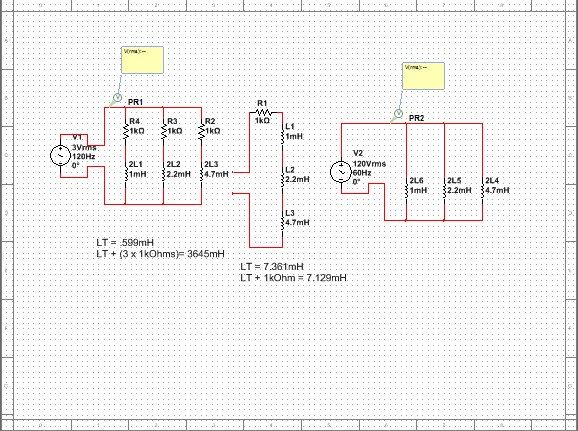 V(rms): --
PR1
R4
1kΩ
R3
1kΩ
R2
1kΩ
V1
3Vrms
120Hz
0°
2L1
1mH
2L2
2.2mH
2L3
4.7mH
R1
1kΩ
L1
1mH
L2
2.2mH
L3
4.7mH
V(rms): --
PR2
V2
120Vrms
60Hz
0°
2L6
1mH
2L5
2.2mH
2L4
4.7mH
LT = .599mH
LT + (3 x 1kOhms)= 3645mH
LT = 7.361mH
LT + 1kOhm = 7.129mH